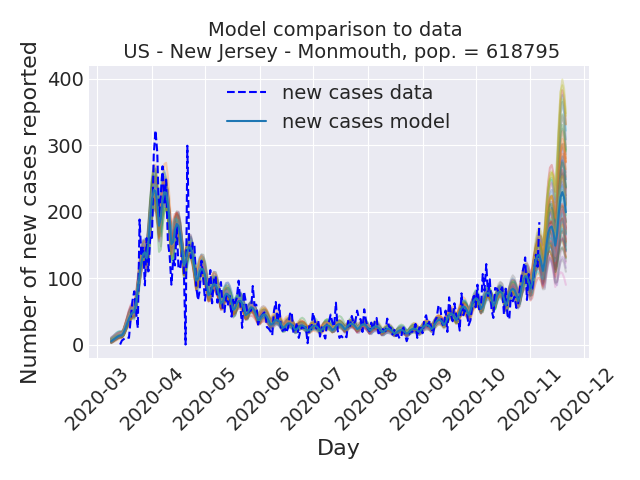 Model comparison to data
US - New Jersey - Monmouth, pop. = 618795
Number of new cases reported
400
300
200
100
0
new cases data
new cases model
2020-03
2020-04
2020-05
2020-06
2020-07
2020-08
2020-09
2020-10
2020-11
2020-12
Day